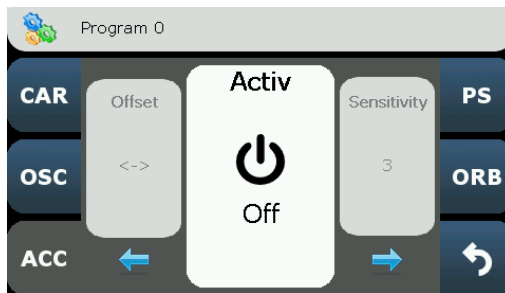 Program 0
CAR
Offset
Activ
Sensitivity
PS
OSC
<->
3
ORB
Off
ACC